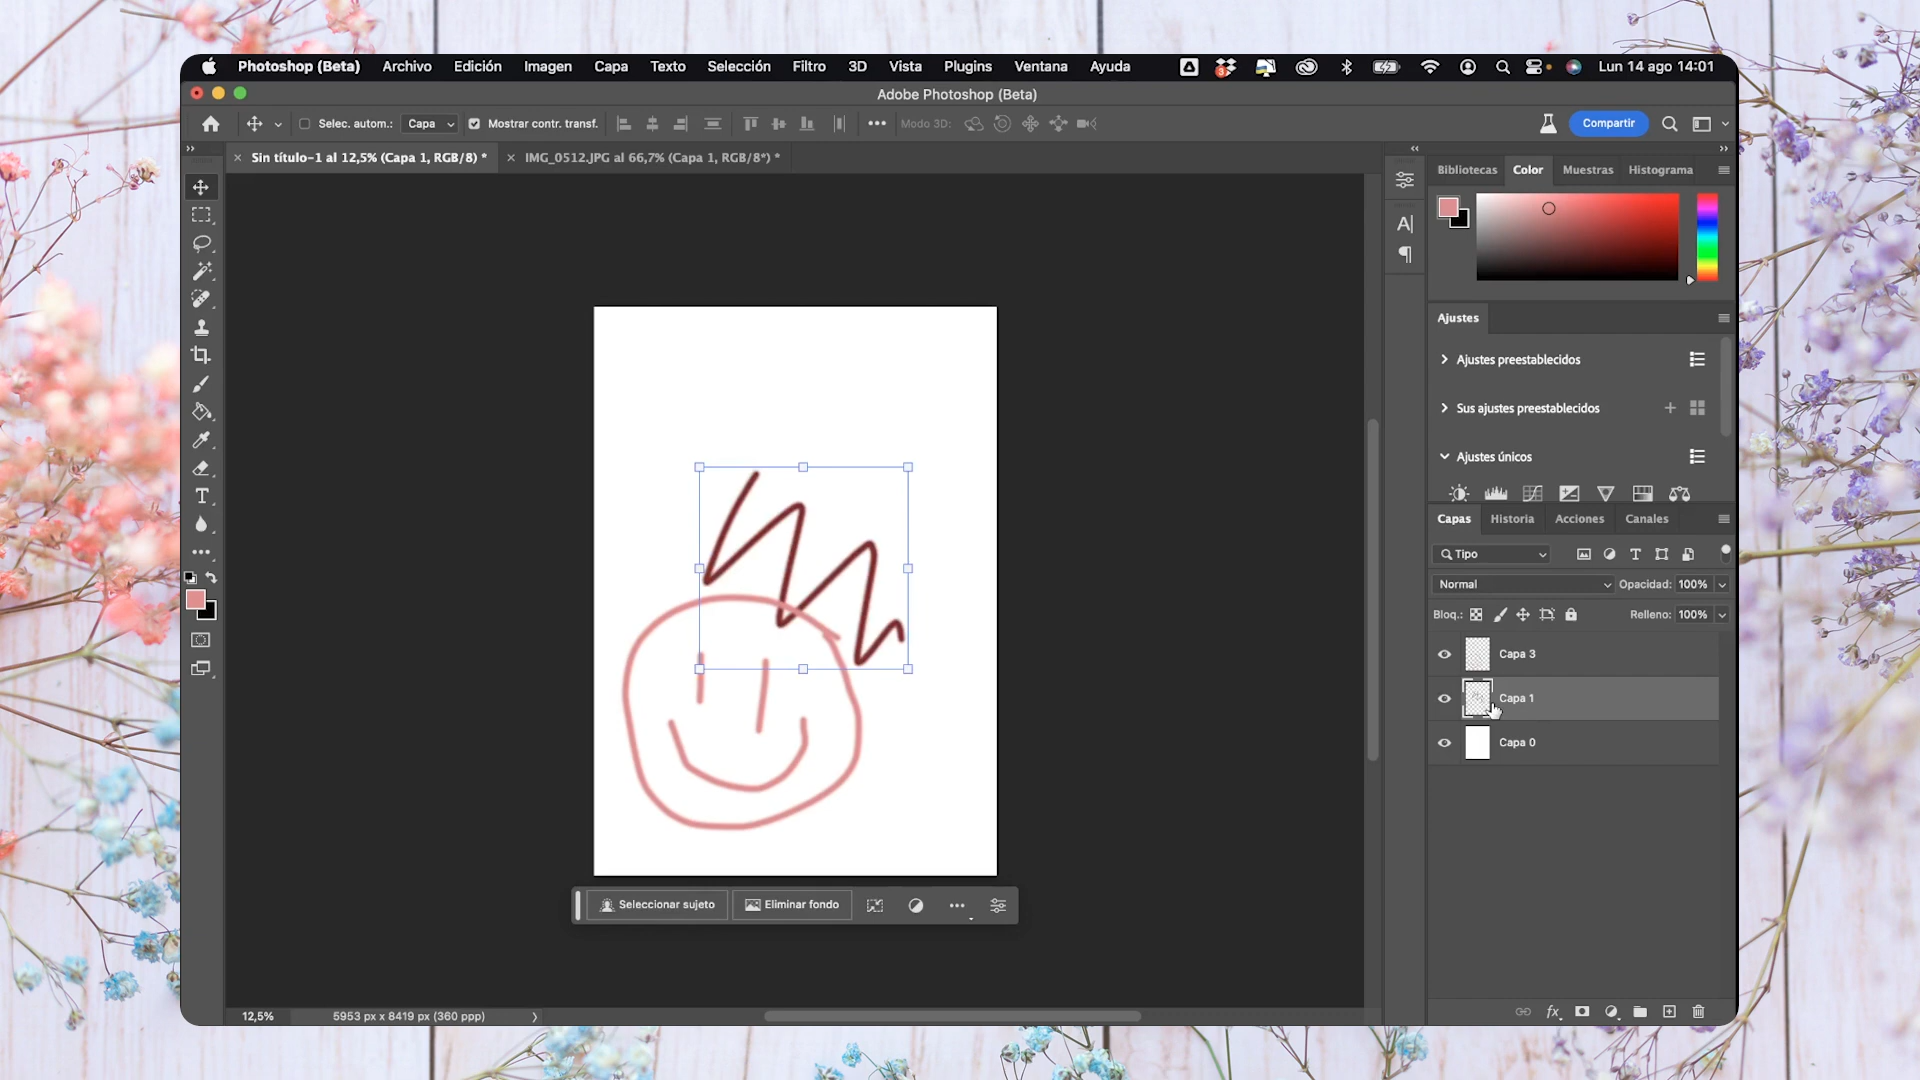 Photoshop (Beta) Archivo Edición Imagen Capa Texto Selección Filtro 3D Vista Plugins Ventana Ayuda 3 Lun 14 ago 14:01
Adobe Photoshop (Beta)
Selec. autom.: Capa Mostrar contr. transf. Modo 3D: Compartir
Sin título-1 al 12,5% (Capa 1, RGB/8) * IMG_0512.JPG al 66,7% (Capa 1, RGB/8*) *
Bibliotecas Color Muestras Histograma
Ajustes
Ajustes preestablecidos
Sus ajustes preestablecidos
Ajustes únicos
Capas Historia Acciones Canales
Tipo
Normal Opacidad: 100%
Bloq.: Relleno: 100%
Capa 3
Capa 1
Capa 0
Seleccionar sujeto Eliminar fondo
12,5% 5953 px x 8419 px (360 ppp)
fx